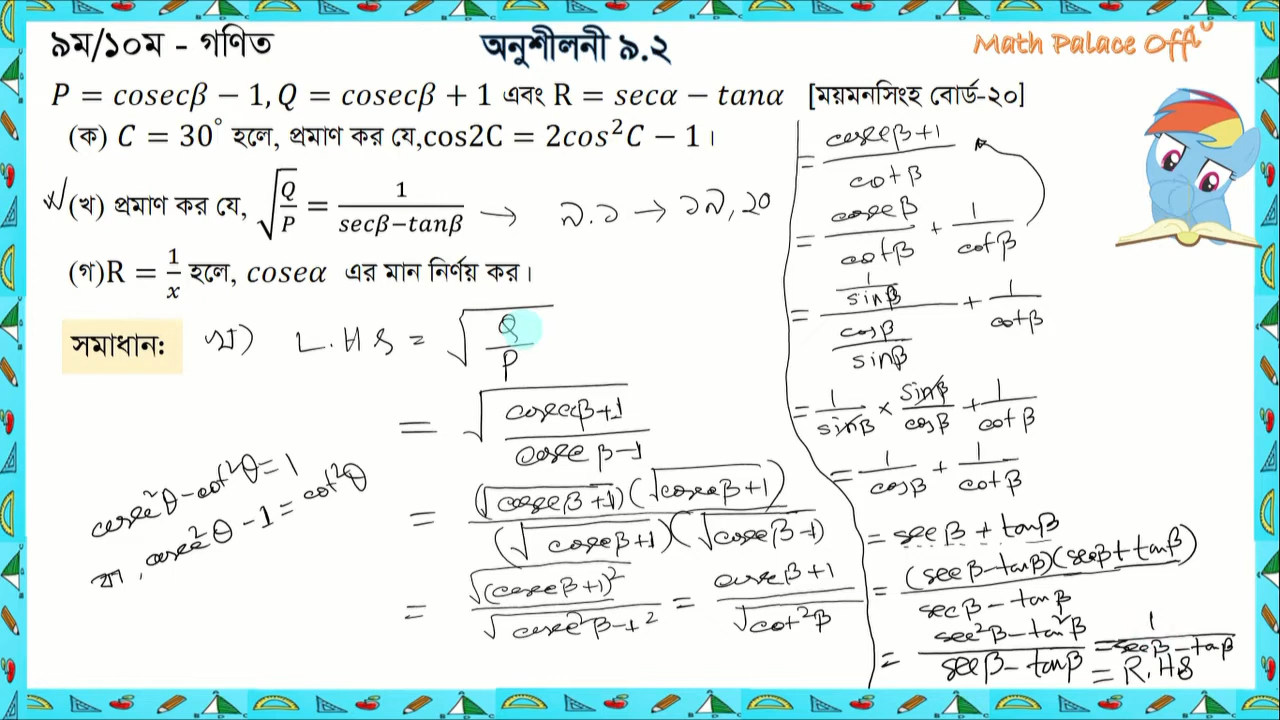 ৯ম/১০ম - গণিত
অনুশীলনী ৯.২
Math Palace Off
P = cosecβ − 1, Q = cosecβ + 1 এবং R = secα − tanα [ময়মনসিংহ বোর্ড-২০]
(ক) C = 30° হলে, প্রমাণ কর যে,cos2C = 2cos²C − 1।
(খ) প্রমাণ কর যে, √(Q/P) = 1/(secβ−tanβ) → দ.১ → ১৯, ২০
(গ)R = 1/x হলে, coseα এর মান নির্ণয় কর।
সমাধান: খ) L.H.S = √(Q/P)
= √((cosecβ+1)/(cosecβ−1))
= (√(cosecβ+1))(√(cosecβ+1)) / (√(cosecβ+1))(√(cosecβ−1))
= √((cosecβ+1)²) / √(cosec²β−1²) = (cosecβ+1)/√(cot²β)
cosec²θ−cot²θ=1
বা, cosec²θ−1=cot²θ
= (cosecβ+1)/cotβ
= cosecβ/cotβ + 1/cotβ
= (1/sinβ)/(cosβ/sinβ) + 1/cotβ
= 1/sinβ × sinβ/cosβ + 1/cotβ
= 1/cosβ + 1/cotβ
= secβ + tanβ
= (secβ−tanβ)(secβ+tanβ)/(secβ−tanβ)
= (sec²β−tan²β)/(secβ−tanβ) = 1/(secβ−tanβ)
= R.H.S